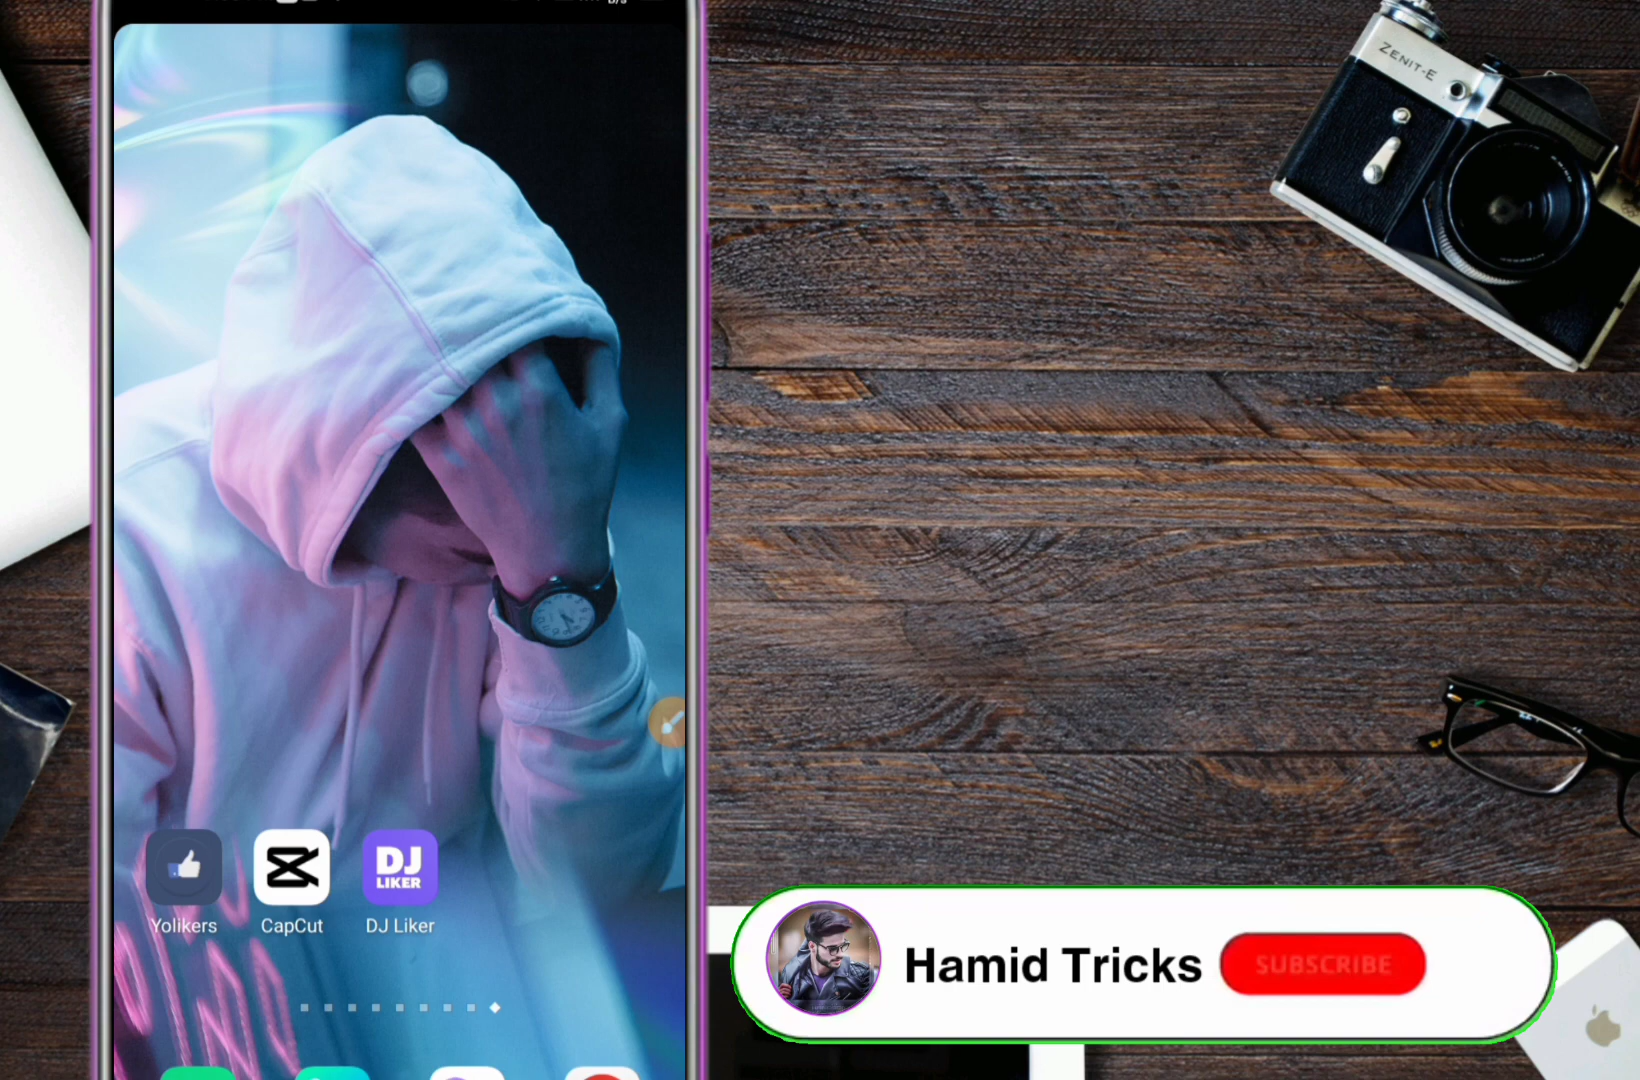 ZENIT-E
DJ
LIKER
Yolikers
CapCut
DJ Liker
Hamid Tricks
SUBSCRIBE